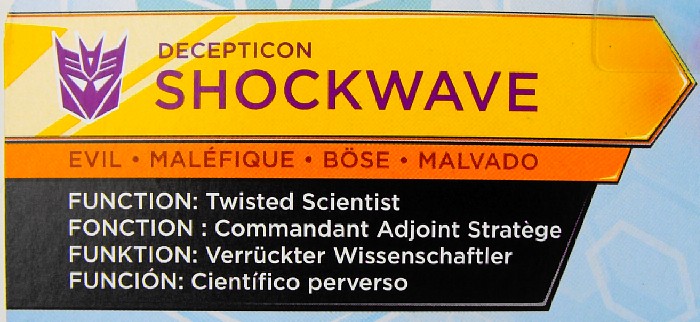 DECEPTICON
SHOCKWAVE
EVIL • MALÉFIQUE • BÖSE • MALVADO
FUNCTION: Twisted Scientist
FONCTION : Commandant Adjoint Stratège
FUNKTION: Verrückter Wissenschaftler
FUNCIÓN: Científico perverso